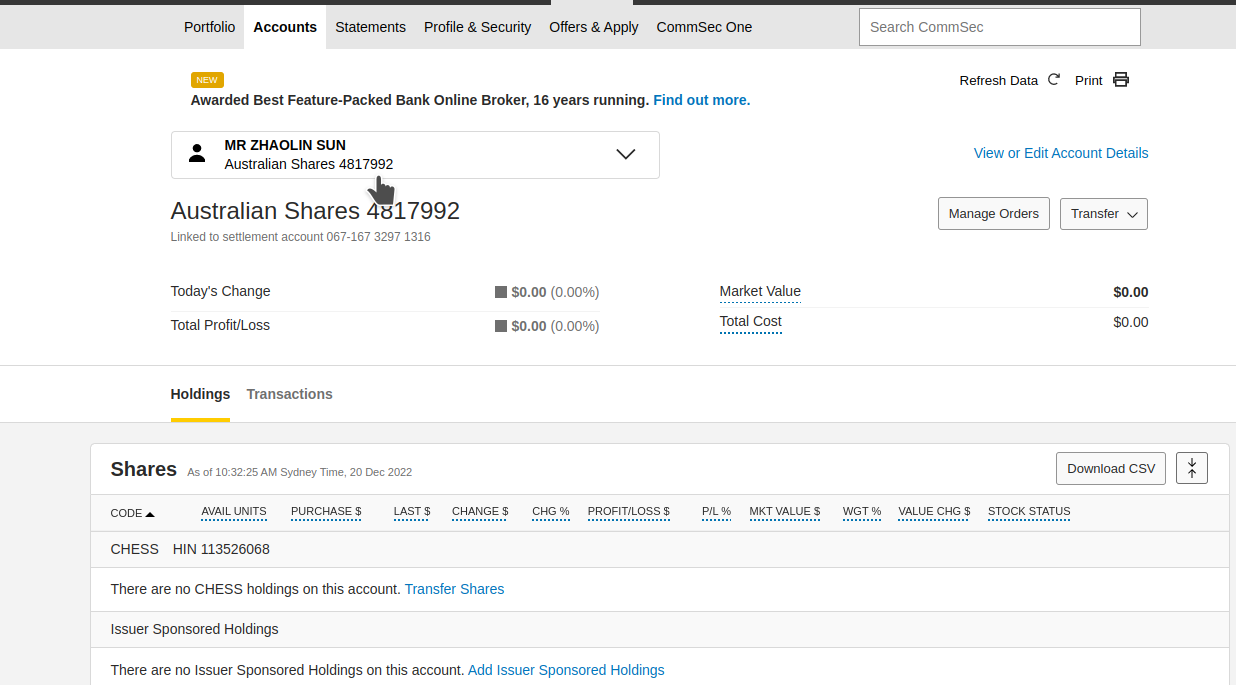 Portfolio Accounts Statements Profile & Security Offers & Apply CommSec One Search CommSec
NEW
Refresh Data Print
Awarded Best Feature-Packed Bank Online Broker, 16 years running. Find out more.
MR ZHAOLIN SUN
Australian Shares 4817992
View or Edit Account Details
Australian Shares 4817992
Manage Orders Transfer
Linked to settlement account 067-167 3297 1316
Today's Change $0.00 (0.00%) Market Value $0.00
Total Profit/Loss $0.00 (0.00%) Total Cost $0.00
Holdings Transactions
Shares As of 10:32:25 AM Sydney Time, 20 Dec 2022 Download CSV
CODE AVAIL UNITS PURCHASE $ LAST $ CHANGE $ CHG % PROFIT/LOSS $ P/L % MKT VALUE $ WGT % VALUE CHG $ STOCK STATUS
CHESS HIN 113526068
There are no CHESS holdings on this account. Transfer Shares
Issuer Sponsored Holdings
There are no Issuer Sponsored Holdings on this account. Add Issuer Sponsored Holdings